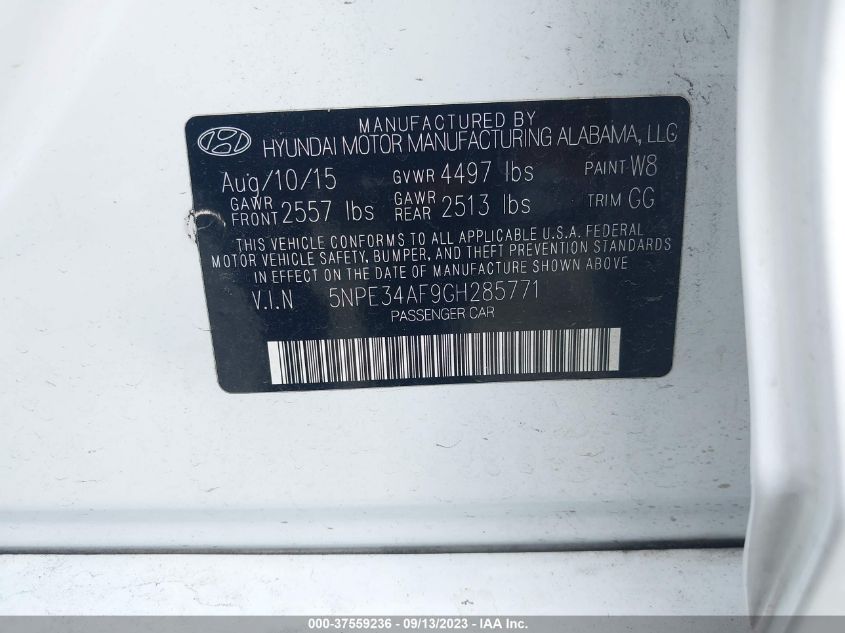 MANUFACTURED BY
HYUNDAI MOTOR MANUFACTURING ALABAMA, LLC
Aug/10/15 GVWR 4497 lbs PAINT W8
GAWR FRONT 2557 lbs GAWR REAR 2513 lbs TRIM GG
THIS VEHICLE CONFORMS TO ALL APPLICABLE U.S.A. FEDERAL
MOTOR VEHICLE SAFETY, BUMPER, AND THEFT PREVENTION STANDARDS
IN EFFECT ON THE DATE OF MANUFACTURE SHOWN ABOVE.
V.I.N 5NPE34AF9GH285771
PASSENGER CAR
000-37559236 - 09/13/2023 - IAAI Inc.